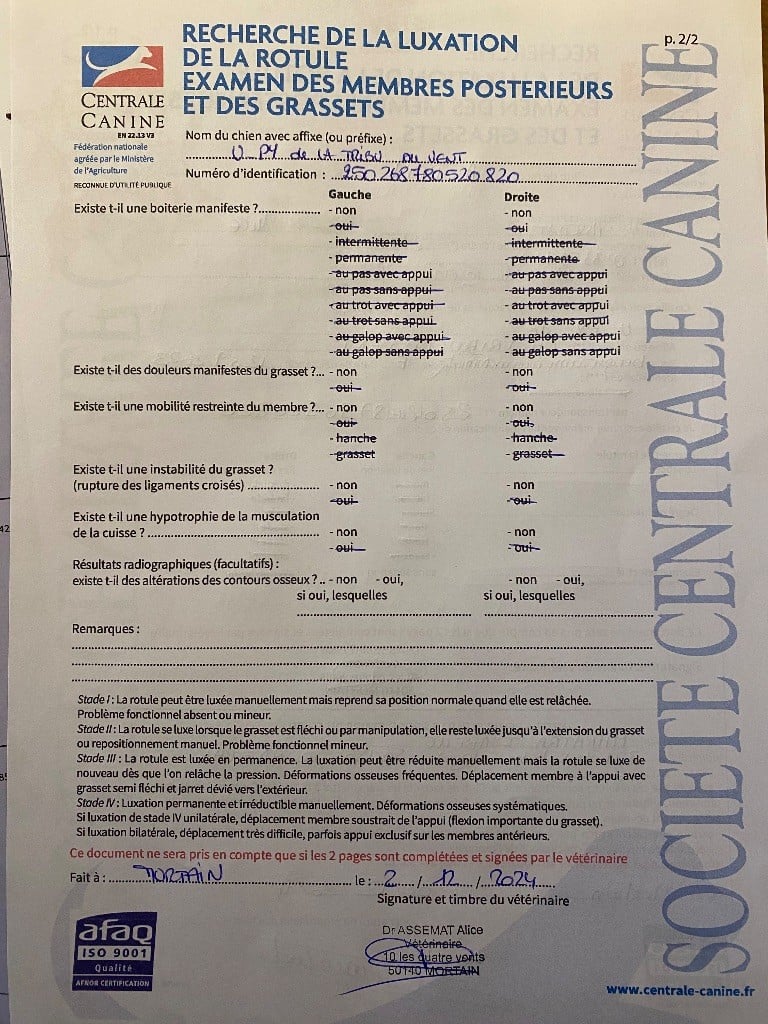 RECHERCHE DE LA LUXATION
DE LA ROTULE
EXAMEN DES MEMBRES POSTERIEURS
ET DES GRASSETS
p. 2/2
CENTRALE
CANINE
EN 22.13 V3
Fédération nationale
agréée par le Ministère
de l'Agriculture
RECONNUE D'UTILITÉ PUBLIQUE
Nom du chien avec affixe (ou préfixe) :
U PY de LA TRIBU AU VENT
Numéro d'identification : 250.268.780.520.820
Gauche Droite
Existe t-il une boiterie manifeste ? - non - non
- oui - oui
- intermittente - intermittente
- permanente - permanente
- au pas avec appui - au pas avec appui
- au pas sans appui - au pas sans appui
- au trot avec appui - au trot avec appui
- au trot sans appui - au trot sans appui
- au galop avec appui - au galop avec appui
- au galop sans appui - au galop sans appui
Existe t-il des douleurs manifestes du grasset ?... - non - non
- oui - oui
Existe t-il une mobilité restreinte du membre ?... - non - non
- oui - oui
- hanche - hanche
- grasset - grasset
Existe t-il une instabilité du grasset ?
(rupture des ligaments croisés) - non - non
- oui - oui
Existe t-il une hypotrophie de la musculation
de la cuisse ? - non - non
- oui - oui
Résultats radiographiques (facultatifs) :
existe t-il des altérations des contours osseux ? .. - non - oui, - non - oui,
si oui, lesquelles si oui, lesquelles
Remarques :
Stade I : La rotule peut être luxée manuellement mais reprend sa position normale quand elle est relâchée.
Problème fonctionnel absent ou mineur.
Stade II : La rotule se luxe lorsque le grasset est fléchi ou par manipulation, elle reste luxée jusqu'à l'extension du grasset
ou repositionnement manuel. Problème fonctionnel mineur.
Stade III : La rotule est luxée en permanence. La luxation peut être réduite manuellement mais la rotule se luxe de
nouveau dès que l'on relâche la pression. Déformations osseuses fréquentes. Déplacement membre à l'appui avec
grasset semi fléchi et jarret dévié vers l'extérieur.
Stade IV : Luxation permanente et irréductible manuellement. Déformations osseuses systématiques.
Si luxation de stade IV unilatérale, déplacement membre soustrait de l'appui (flexion importante du grasset).
Si luxation bilatérale, déplacement très difficile, parfois appui exclusif sur les membres antérieurs.
Ce document ne sera pris en compte que si les 2 pages sont complétées et signées par le vétérinaire
Fait à : MORTAIN le : 2 / 12 / 2024
Signature et timbre du vétérinaire
Dr ASSEMAT Alice
Vétérinaire
10 les quatre vents
50140 MORTAIN
afaq
ISO 9001
Qualité
AFNOR CERTIFICATION
www.centrale-canine.fr
SOCIETE CENTRALE CANINE